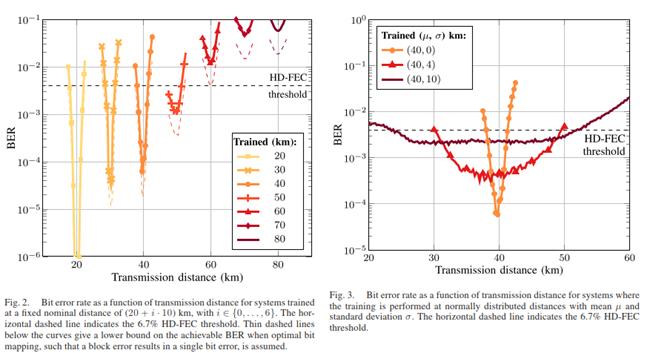 10⁻¹
10⁻²
10⁻³
10⁻⁴
10⁻⁵
10⁻⁶
BER
HD-FEC
threshold
Trained (km):
20
30
40
50
60
70
80
20 40 60 80
Transmission distance (km)
Fig. 2. Bit error rate as a function of transmission distance for systems trained
at a fixed nominal distance of (20 + i · 10) km, with i ∈ {0, . . . , 6}. The hor-
izontal dashed line indicates the 6.7% HD-FEC threshold. Thin dashed lines
below the curves give a lower bound on the achievable BER when optimal bit
mapping, such that a block error results in a single bit error, is assumed.
10⁰
10⁻¹
10⁻²
10⁻³
10⁻⁴
10⁻⁵
BER
Trained (μ, σ) km:
(40, 0)
(40, 4)
(40, 10)
HD-FEC
threshold
20 30 40 50 60
Transmission distance (km)
Fig. 3. Bit error rate as a function of transmission distance for systems where
the training is performed at normally distributed distances with mean μ and
standard deviation σ. The horizontal dashed line indicates the 6.7% HD-FEC
threshold.